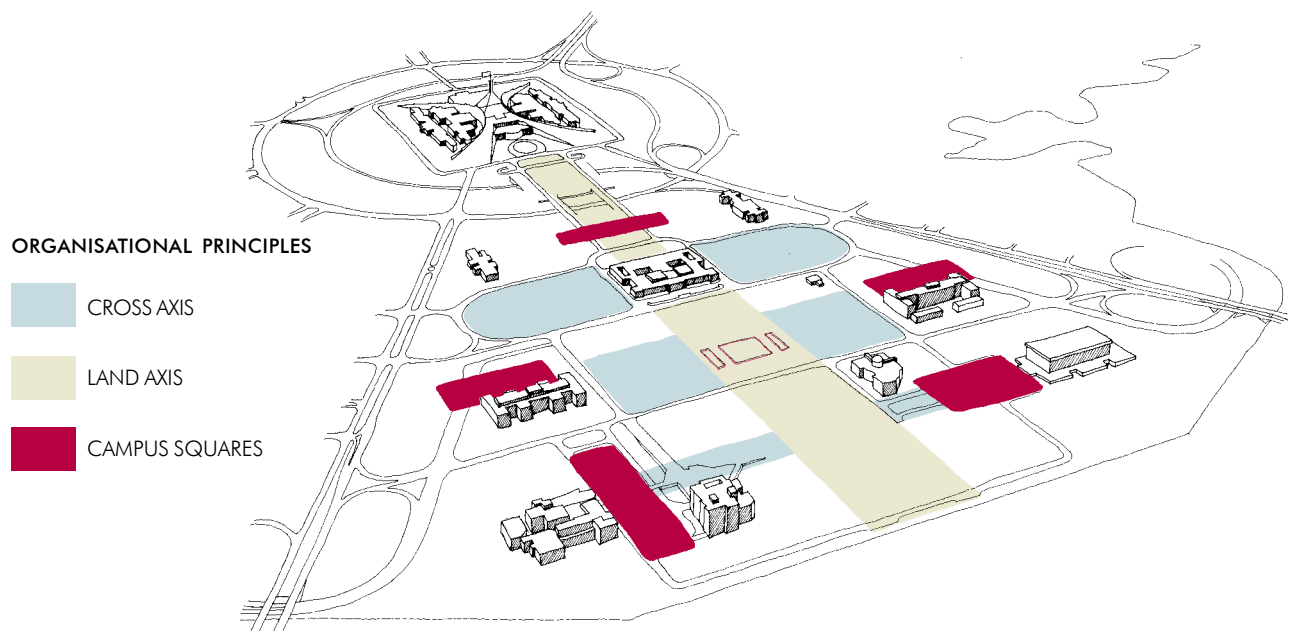 ORGANISATIONAL PRINCIPLES
CROSS AXIS
LAND AXIS
CAMPUS SQUARES